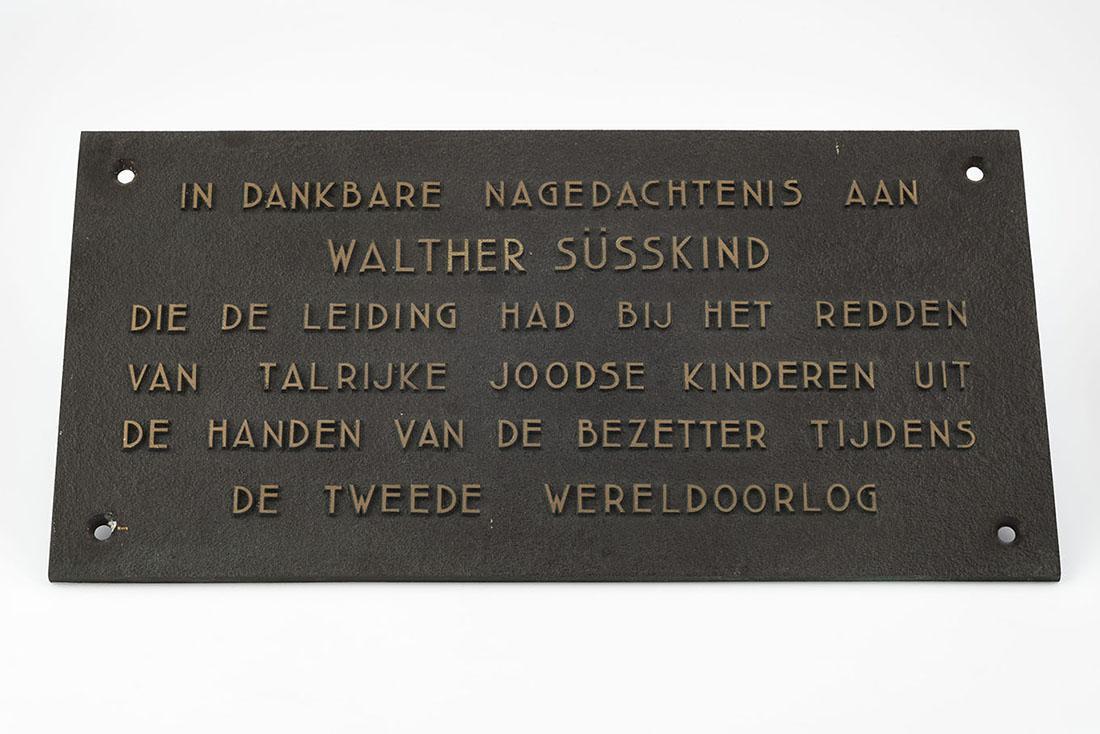 IN DANKBARE NAGEDACHTENIS AAN
WALTHER SÜSSKIND
DIE DE LEIDING HAD BIJ HET REDDEN
VAN TALRIJKE JOODSE KINDEREN UIT
DE HANDEN VAN DE BEZETTER TIJDENS
DE TWEEDE WERELDOORLOG